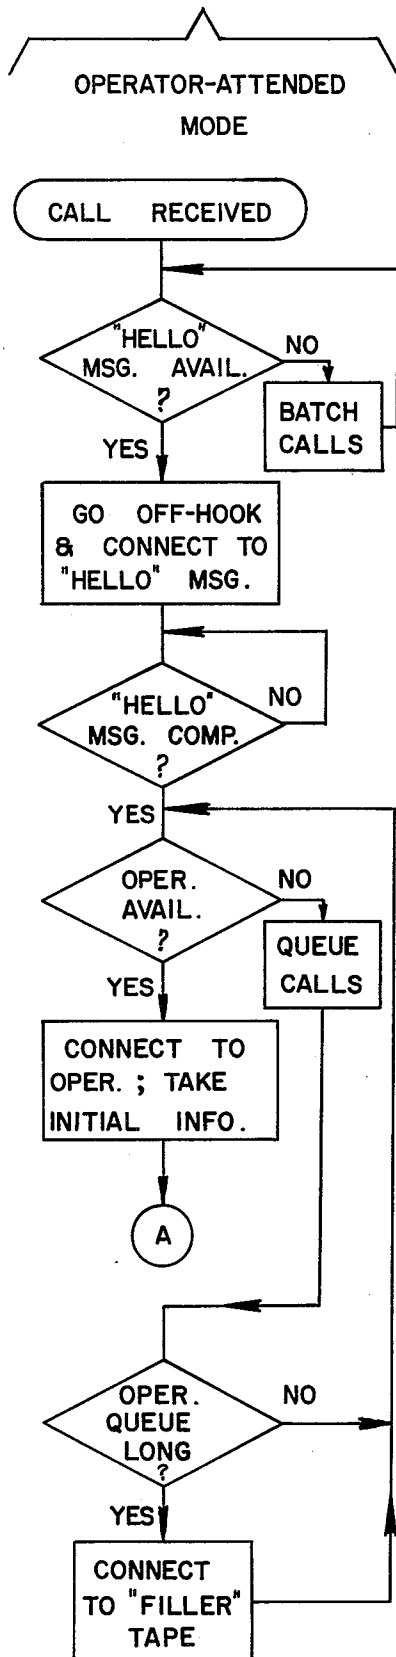 OPERATOR-ATTENDED
MODE
CALL RECEIVED
"HELLO"
MSG. AVAIL.
?
NO
BATCH
CALLS
YES
GO OFF-HOOK
& CONNECT TO
"HELLO" MSG.
"HELLO"
MSG. COMP.
?
NO
YES
OPER.
AVAIL.
?
NO
QUEUE
CALLS
YES
CONNECT TO
OPER. ; TAKE
INITIAL INFO.
A
OPER.
QUEUE
LONG
?
NO
YES
CONNECT
TO "FILLER"
TAPE